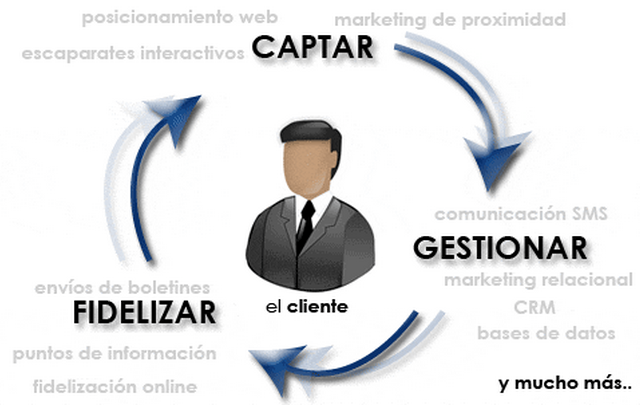 posicionamiento web
marketing de proximidad
escaparates interactivos
CAPTAR
comunicación SMS
GESTIONAR
marketing relacional
CRM
bases de datos
envíos de boletines
FIDELIZAR
puntos de información
fidelización online
el cliente
y mucho más..